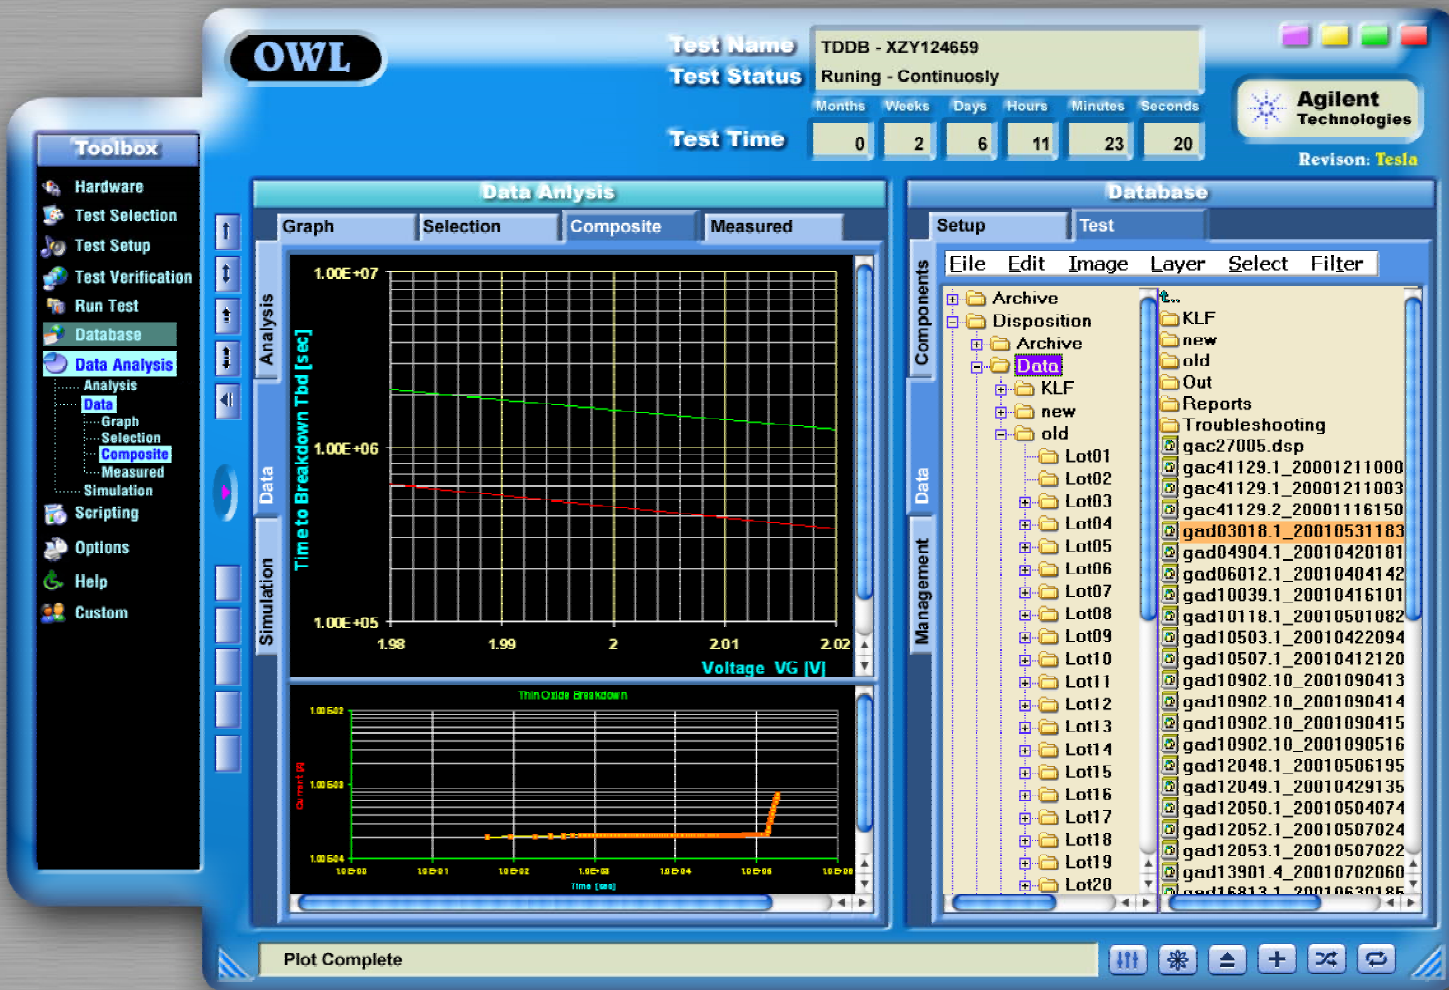 OWL
Test Name
TDDB - XZY124659
Test Status
Runing - Continuosly
Months Weeks Days Hours Minutes Seconds
Test Time
0 2 6 11 23 20
Agilent
Technologies
Revison: Tesla
Toolbox
Hardware
Test Selection
Test Setup
Test Verification
Run Test
Database
Data Analysis
Analysis
Data
Graph
Selection
Composite
Measured
Simulation
Scripting
Options
Help
Custom
Data Anlysis
Graph Selection Composite Measured
Analysis
Data
Simulation
Time to Breakdown Tbd [sec]
1.00E+07
1.00E+06
1.00E+05
1.98 1.99 2 2.01 2.02
Voltage VG [V]
Thin Oxide Breakdown
Time [sec]
Database
Setup Test
Components
Data
Management
File Edit Image Layer Select Filter
Archive
Disposition
Archive
Data
KLF
new
old
Lot01
Lot02
Lot03
Lot04
Lot05
Lot06
Lot07
Lot08
Lot09
Lot10
Lot11
Lot12
Lot13
Lot14
Lot15
Lot16
Lot17
Lot18
Lot19
Lot20
KLF
new
old
Out
Reports
Troubleshooting
gac27005.dsp
gac41129.1_20001211000
gac41129.1_20001211003
gac41129.2_20001116150
gad03018.1_20010531183
gad04904.1_20010420181
gad06012.1_20010404142
gad10039.1_20010416101
gad10118.1_20010501082
gad10503.1_20010422094
gad10507.1_20010412120
gad10902.10_2001090413
gad10902.10_2001090414
gad10902.10_2001090415
gad10902.10_2001090516
gad12048.1_20010506195
gad12049.1_20010429135
gad12050.1_20010504074
gad12052.1_20010507024
gad12053.1_20010507022
gad13901.4_20010702060
Plot Complete